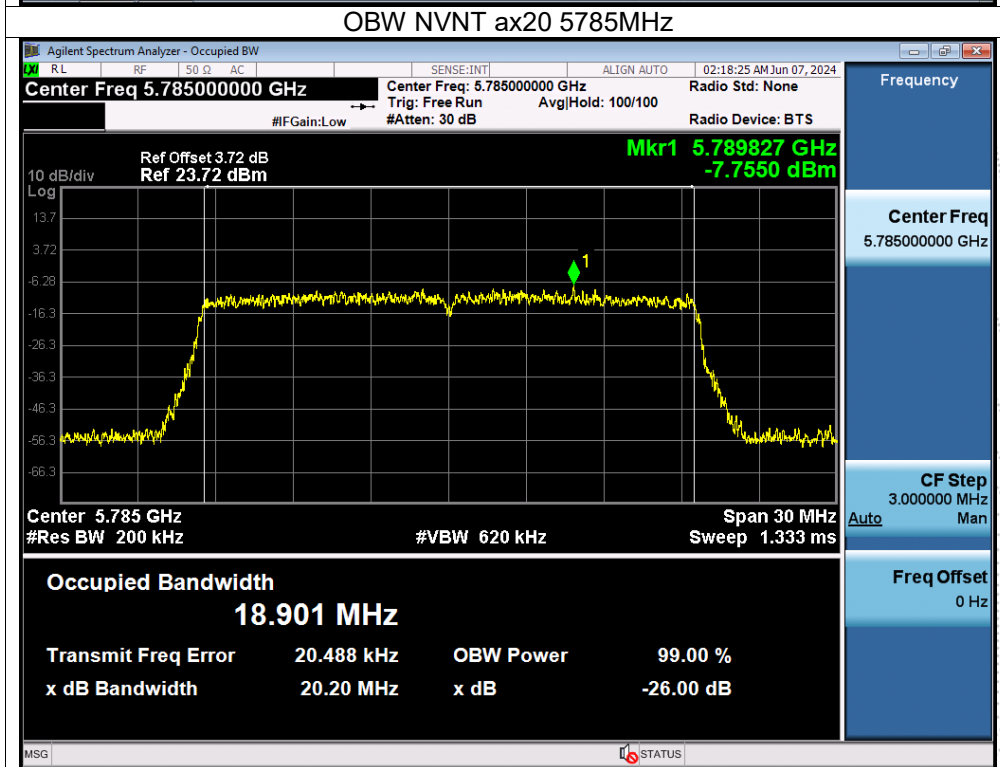 OBW NVNT ax20 5785MHz
Agilent Spectrum Analyzer - Occupied BW
LXI RL RF 50 Ω AC SENSE:INT ALIGN AUTO 02:18:25 AM Jun 07, 2024
Center Freq 5.785000000 GHz
Center Freq: 5.785000000 GHz Radio Std: None
Trig: Free Run Avg|Hold: 100/100
#IFGain:Low #Atten: 30 dB Radio Device: BTS
Frequency
Mkr1 5.789827 GHz
-7.7550 dBm
Ref Offset 3.72 dB
10 dB/div Ref 23.72 dBm
Log
13.7
3.72
-6.28
-16.3
-26.3
-36.3
-46.3
-56.3
-66.3
1
Center 5.785 GHz Span 30 MHz
#Res BW 200 kHz #VBW 620 kHz Sweep 1.333 ms
Occupied Bandwidth
18.901 MHz
Transmit Freq Error 20.488 kHz OBW Power 99.00 %
x dB Bandwidth 20.20 MHz x dB -26.00 dB
Center Freq
5.785000000 GHz
CF Step
3.000000 MHz
Auto Man
Freq Offset
0 Hz
MSG STATUS